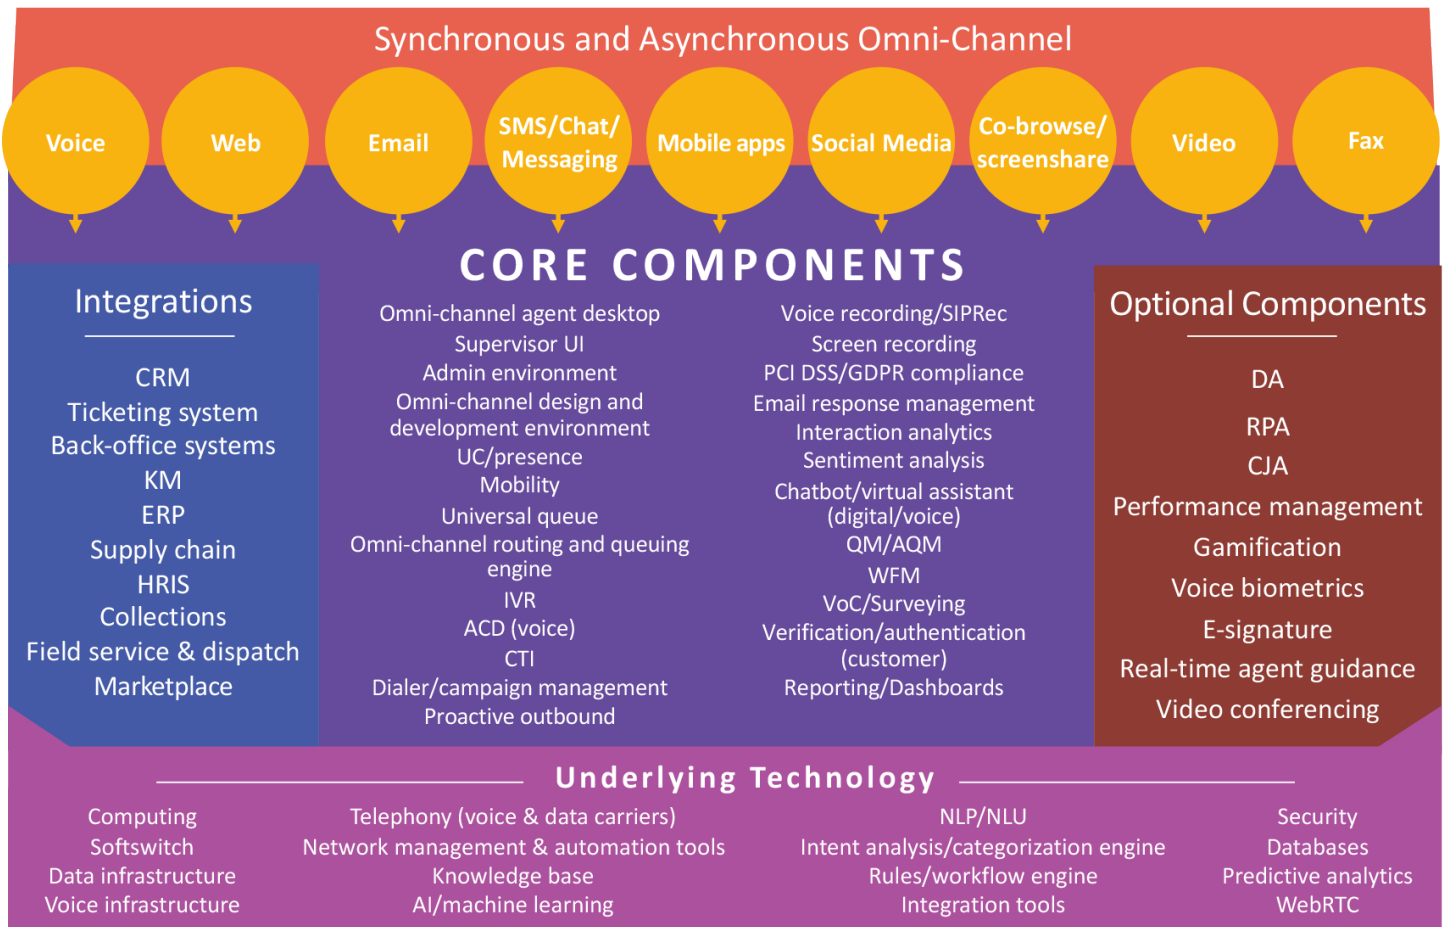 Synchronous and Asynchronous Omni-Channel
Voice
Web
Email
SMS/Chat/
Messaging
Mobile apps
Social Media
Co-browse/
screenshare
Video
Fax
CORE COMPONENTS
Integrations
CRM
Ticketing system
Back-office systems
KM
ERP
Supply chain
HRIS
Collections
Field service & dispatch
Marketplace
Omni-channel agent desktop
Supervisor UI
Admin environment
Omni-channel design and
development environment
UC/presence
Mobility
Universal queue
Omni-channel routing and queuing
engine
IVR
ACD (voice)
CTI
Dialer/campaign management
Proactive outbound
Voice recording/SIPRec
Screen recording
PCI DSS/GDPR compliance
Email response management
Interaction analytics
Sentiment analysis
Chatbot/virtual assistant
(digital/voice)
QM/AQM
WFM
VoC/Surveying
Verification/authentication
(customer)
Reporting/Dashboards
Optional Components
DA
RPA
CJA
Performance management
Gamification
Voice biometrics
E-signature
Real-time agent guidance
Video conferencing
Underlying Technology
Computing
Softswitch
Data infrastructure
Voice infrastructure
Telephony (voice & data carriers)
Network management & automation tools
Knowledge base
AI/machine learning
NLP/NLU
Intent analysis/categorization engine
Rules/workflow engine
Integration tools
Security
Databases
Predictive analytics
WebRTC